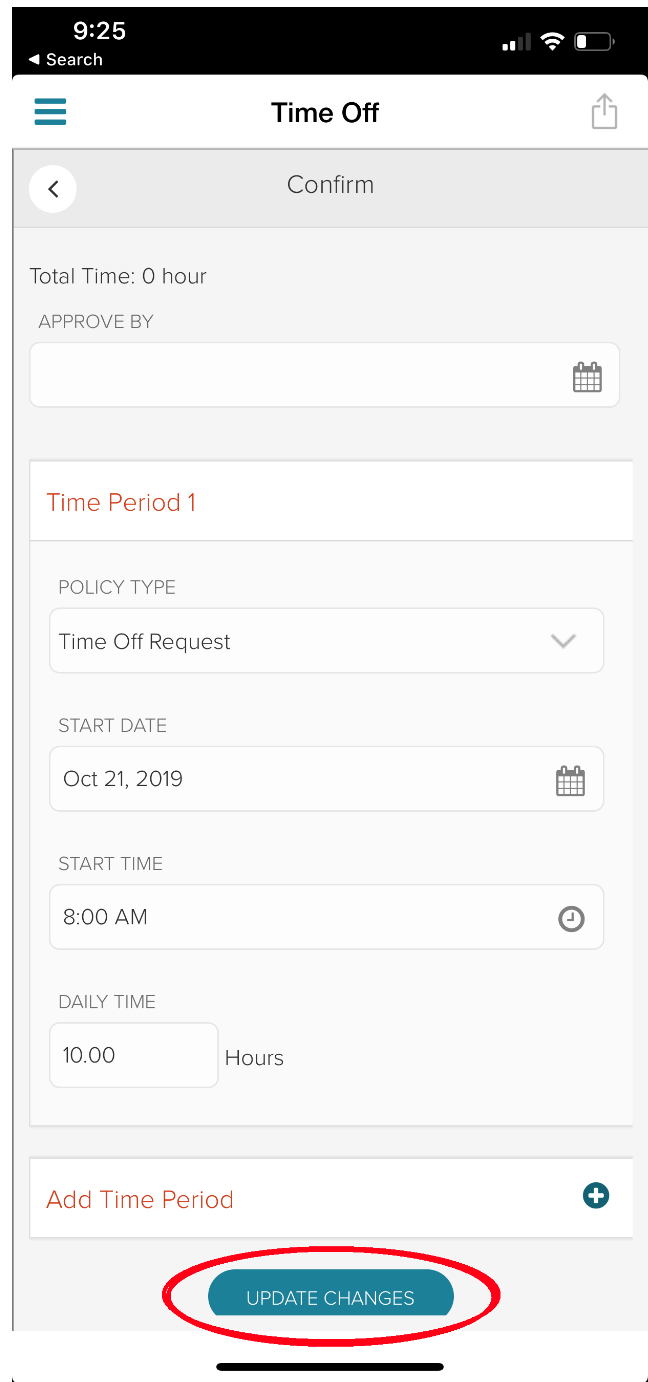 9:25
Search
Time Off
Confirm
Total Time: 0 hour
APPROVE BY
Time Period 1
POLICY TYPE
Time Off Request
START DATE
Oct 21, 2019
START TIME
8:00 AM
DAILY TIME
10.00 Hours
Add Time Period
UPDATE CHANGES